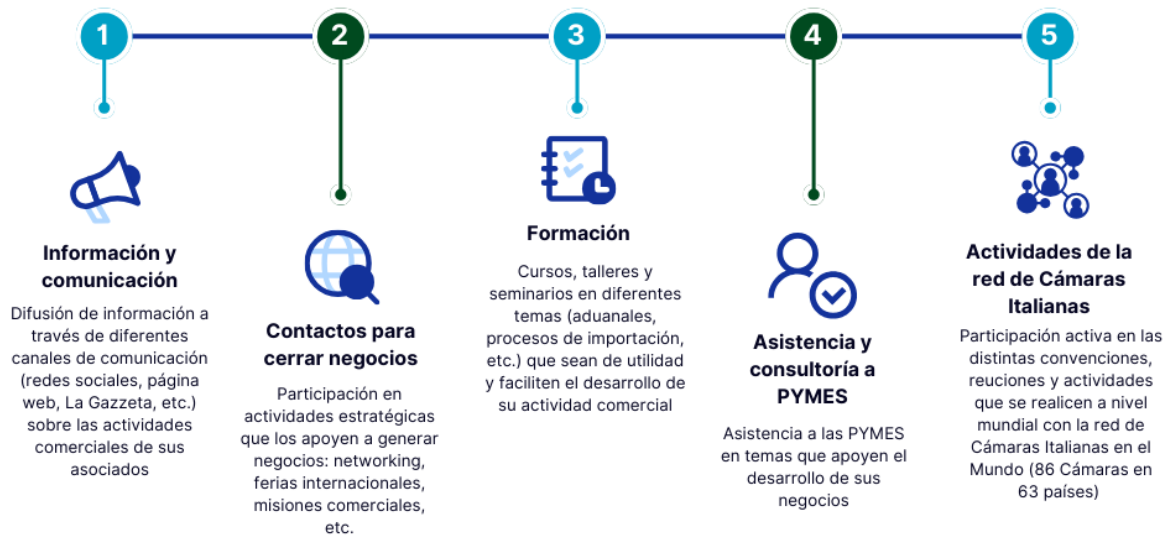 1
2
3
4
5
Información y
comunicación
Difusión de información a
través de diferentes
canales de comunicación
(redes sociales, página
web, La Gazzeta, etc.)
sobre las actividades
comerciales de sus
asociados
Contactos para
cerrar negocios
Participación en
actividades estratégicas
que los apoyen a generar
negocios: networking,
ferias internacionales,
misiones comerciales,
etc.
Formación
Cursos, talleres y
seminarios en diferentes
temas (aduanales,
procesos de importación,
etc.) que sean de utilidad
y faciliten el desarrollo de
su actividad comercial
Asistencia y
consultoría a
PYMES
Asistencia a las PYMES
en temas que apoyen el
desarrollo de sus
negocios
Actividades de la
red de Cámaras
Italianas
Participación activa en las
distintas convenciones,
reuciones y actividades
que se realicen a nivel
mundial con la red de
Cámaras Italianas en el
Mundo (86 Cámaras en
63 países)